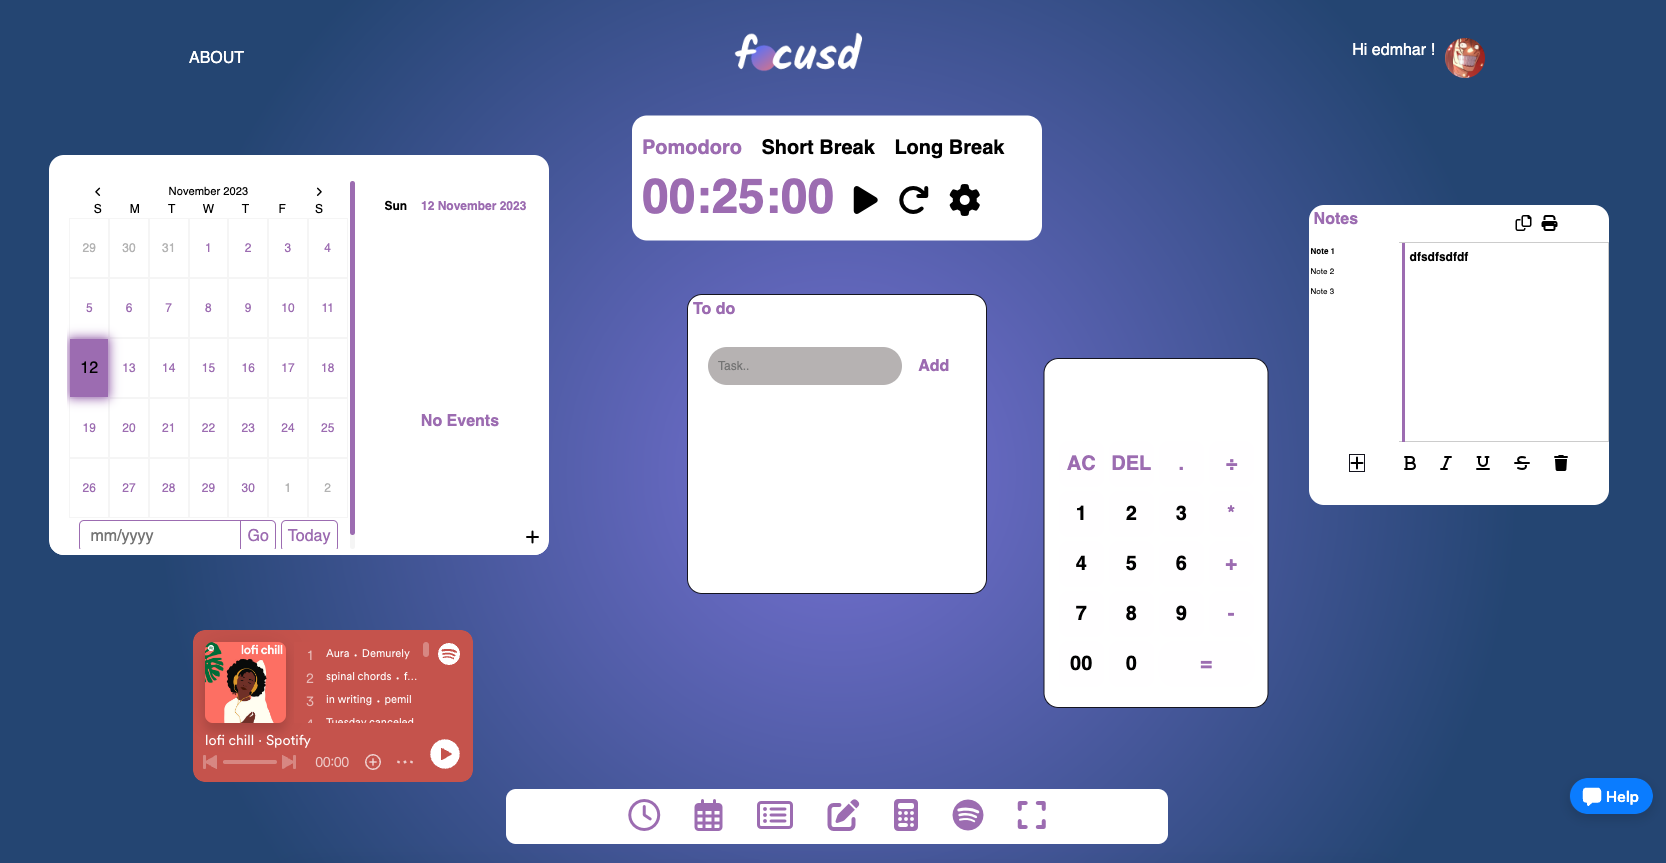 ABOUT
focusd
Hi edmhar !
Pomodoro Short Break Long Break
00:25:00
November 2023
S M T W T F S
29 30 31 1 2 3 4
5 6 7 8 9 10 11
12 13 14 15 16 17 18
19 20 21 22 23 24 25
26 27 28 29 30 1 2
mm/yyyy Go Today
Sun 12 November 2023
No Events
+
To do
Task.. Add
AC DEL . ÷
1 2 3 *
4 5 6 +
7 8 9 -
00 0 =
Notes
Note 1
Note 2
Note 3
dfsdfsdfdf
B I U S
lofi chill
1 Aura • Demurely
2 spinal chords • f...
3 in writing • pemil
4 Tuesday canceled
lofi chill · Spotify
00:00
Help